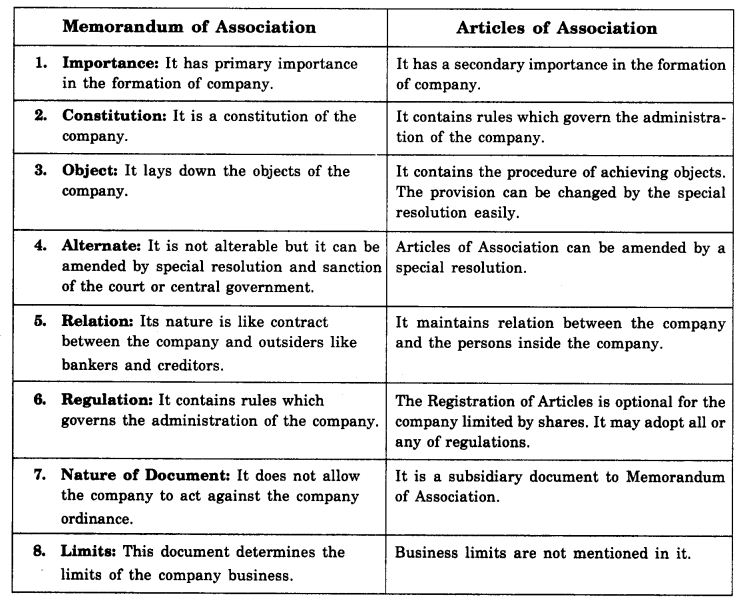 Memorandum of Association
Articles of Association
1. Importance: It has primary importance
in the formation of company.
It has a secondary importance in the formation
of company.
2. Constitution: It is a constitution of the
company.
It contains rules which govern the administra-
tion of the company.
3. Object: It lays down the objects of the
company.
It contains the procedure of achieving objects.
The provision can be changed by the special
resolution easily.
4. Alternate: It is not alterable but it can be
amended by special resolution and sanction
of the court or central government.
Articles of Association can be amended by a
special resolution.
5. Relation: Its nature is like contract
between the company and outsiders like
bankers and creditors.
It maintains relation between the company
and the persons inside the company.
6. Regulation: It contains rules which
governs the administration of the company.
The Registration of Articles is optional for the
company limited by shares. It may adopt all or
any of regulations.
7. Nature of Document: It does not allow
the company to act against the company
ordinance.
It is a subsidiary document to Memorandum
of Association.
8. Limits: This document determines the
limits of the company business.
Business limits are not mentioned in it.